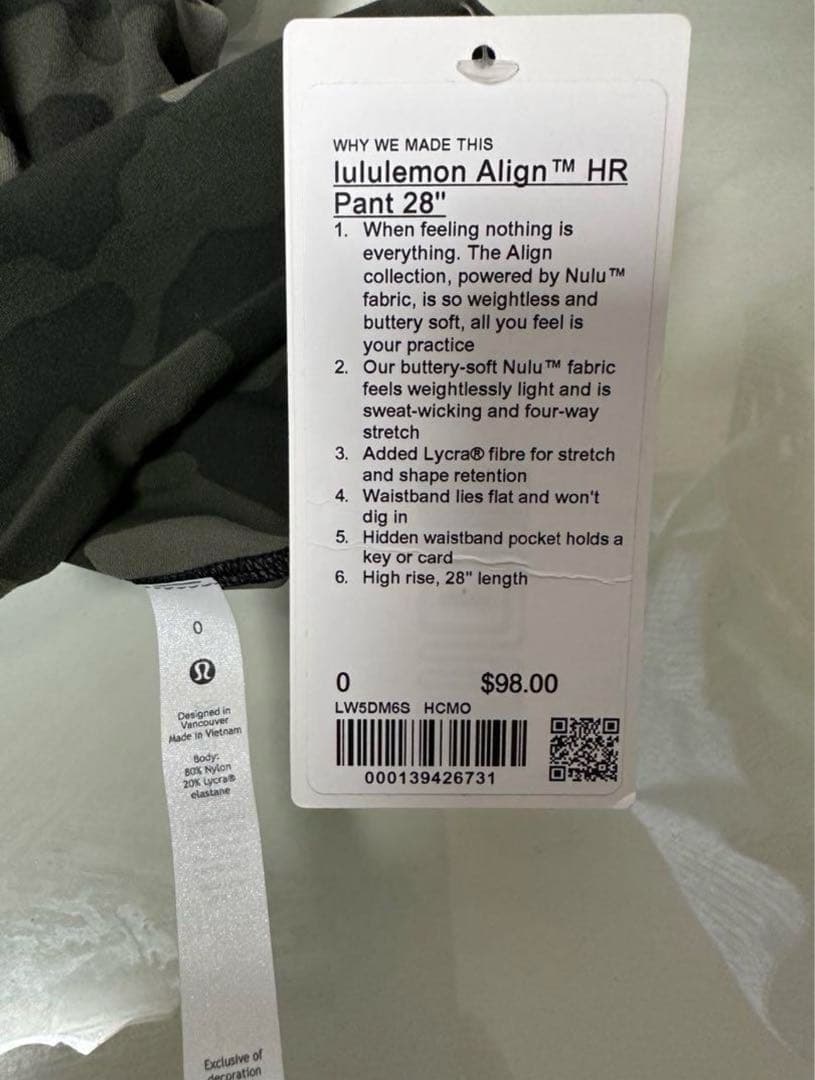 WHY WE MADE THIS
lululemon Align™ HR
Pant 28"
1. When feeling nothing is
everything. The Align
collection, powered by Nulu™
fabric, is so weightless and
buttery soft, all you feel is
your practice
2. Our buttery-soft Nulu™ fabric
feels weightlessly light and is
sweat-wicking and four-way
stretch
3. Added Lycra® fibre for stretch
and shape retention
4. Waistband lies flat and won't
dig in
5. Hidden waistband pocket holds a
key or card
6. High rise, 28" length
0 $98.00
LW5DM6S HCMO
000139426731
0
Designed in
Vancouver
Made in Vietnam
Body:
80% Nylon
20% Lycra®
elastane
Exclusive of
decoration